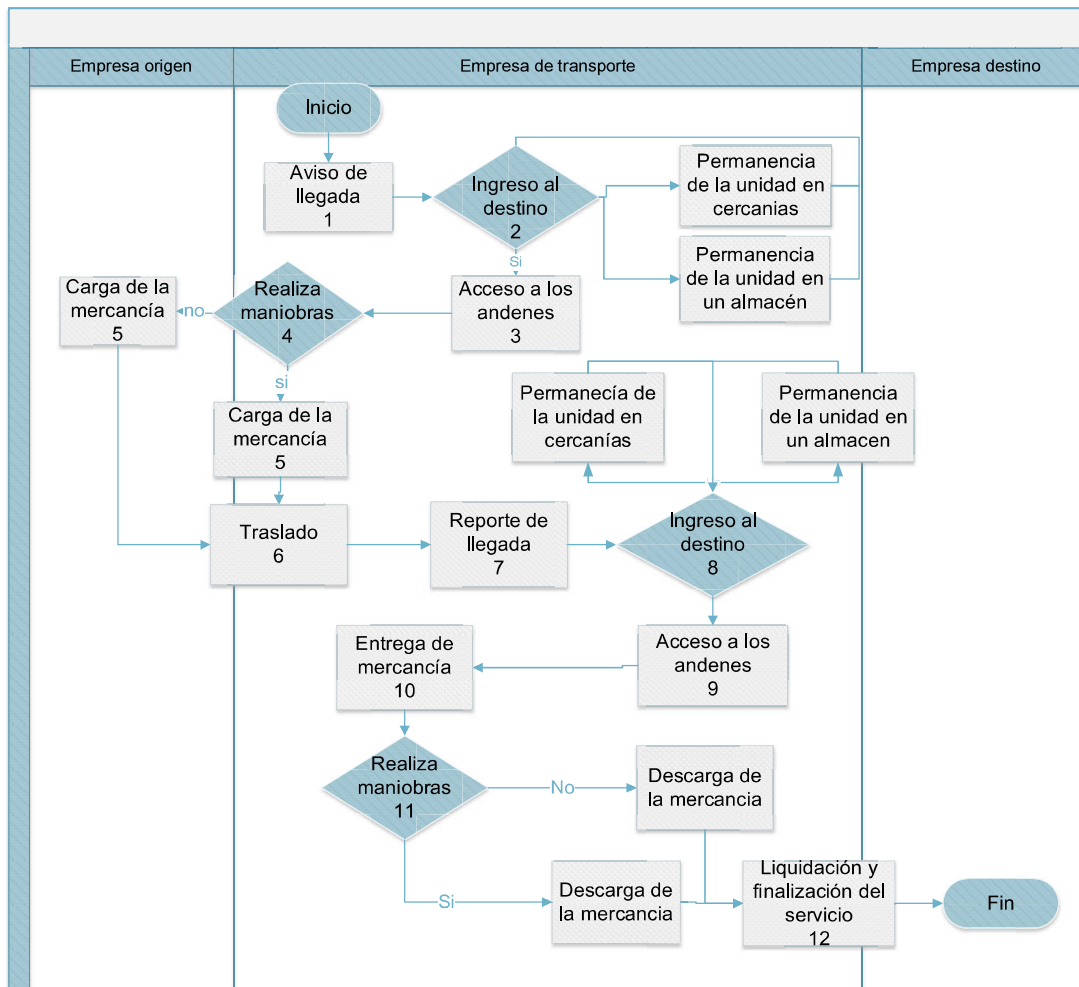 Empresa origen
Empresa de transporte
Empresa destino
Inicio
Aviso de
llegada
1
Ingreso al
destino
2
Permanencia
de la unidad en
cercanias
Permanencia
de la unidad en
un almacén
Si
Acceso a los
andenes
3
Realiza
maniobras
4
no
Carga de la
mercancía
5
si
Carga de la
mercancía
5
Permanecía de
la unidad en
cercanías
Permanencia
de la unidad en
un almacen
Traslado
6
Reporte de
llegada
7
Ingreso al
destino
8
Acceso a los
andenes
9
Entrega de
mercancía
10
Realiza
maniobras
11
No
Descarga de
la mercancia
Si
Descarga de
la mercancia
Liquidación y
finalización del
servicio
12
Fin